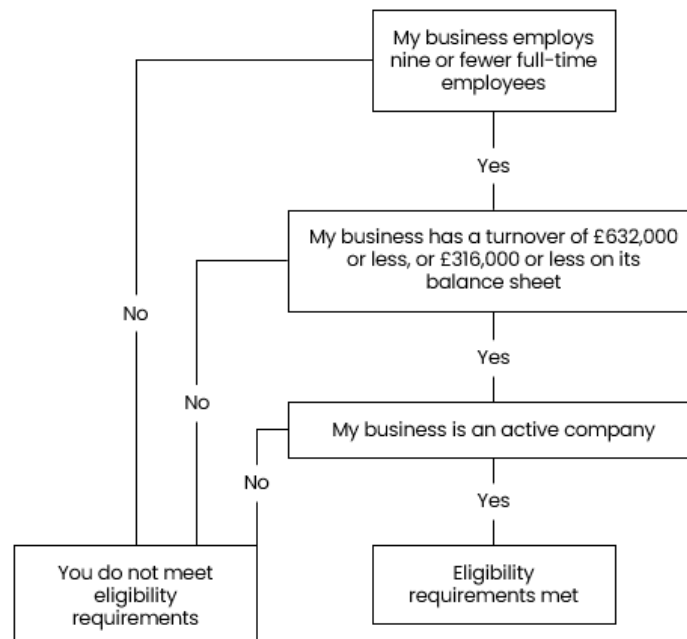 My business employs
nine or fewer full-time
employees
Yes
My business has a turnover of £632,000
or less, or £316,000 or less on its
balance sheet
No
Yes
No
My business is an active company
No
Yes
You do not meet
eligibility
requirements
Eligibility
requirements met